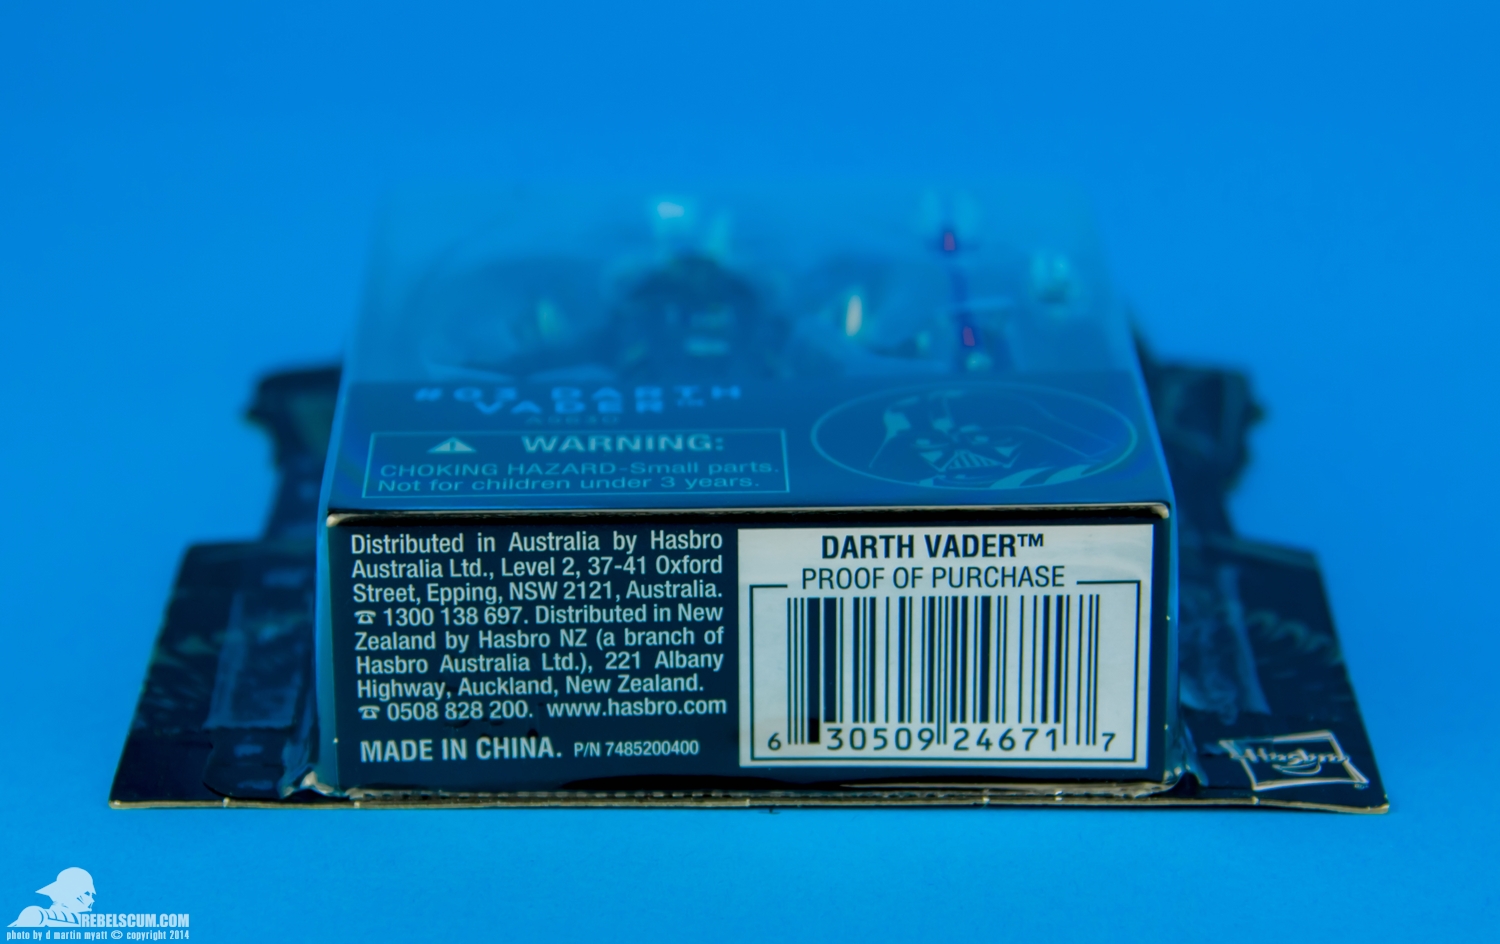 #03 DARTH
VADER™
WARNING:
CHOKING HAZARD-Small parts.
Not for children under 3 years.
Distributed in Australia by Hasbro
Australia Ltd., Level 2, 37-41 Oxford
Street, Epping, NSW 2121, Australia.
☎ 1300 138 697. Distributed in New
Zealand by Hasbro NZ (a branch of
Hasbro Australia Ltd.), 221 Albany
Highway, Auckland, New Zealand.
☎ 0508 828 200. www.hasbro.com
MADE IN CHINA. P/N 7485200400
DARTH VADER™
PROOF OF PURCHASE
6 30509 24671 7
Hasbro
REBELSCUM.COM
photo by d martin myatt © copyright 2014